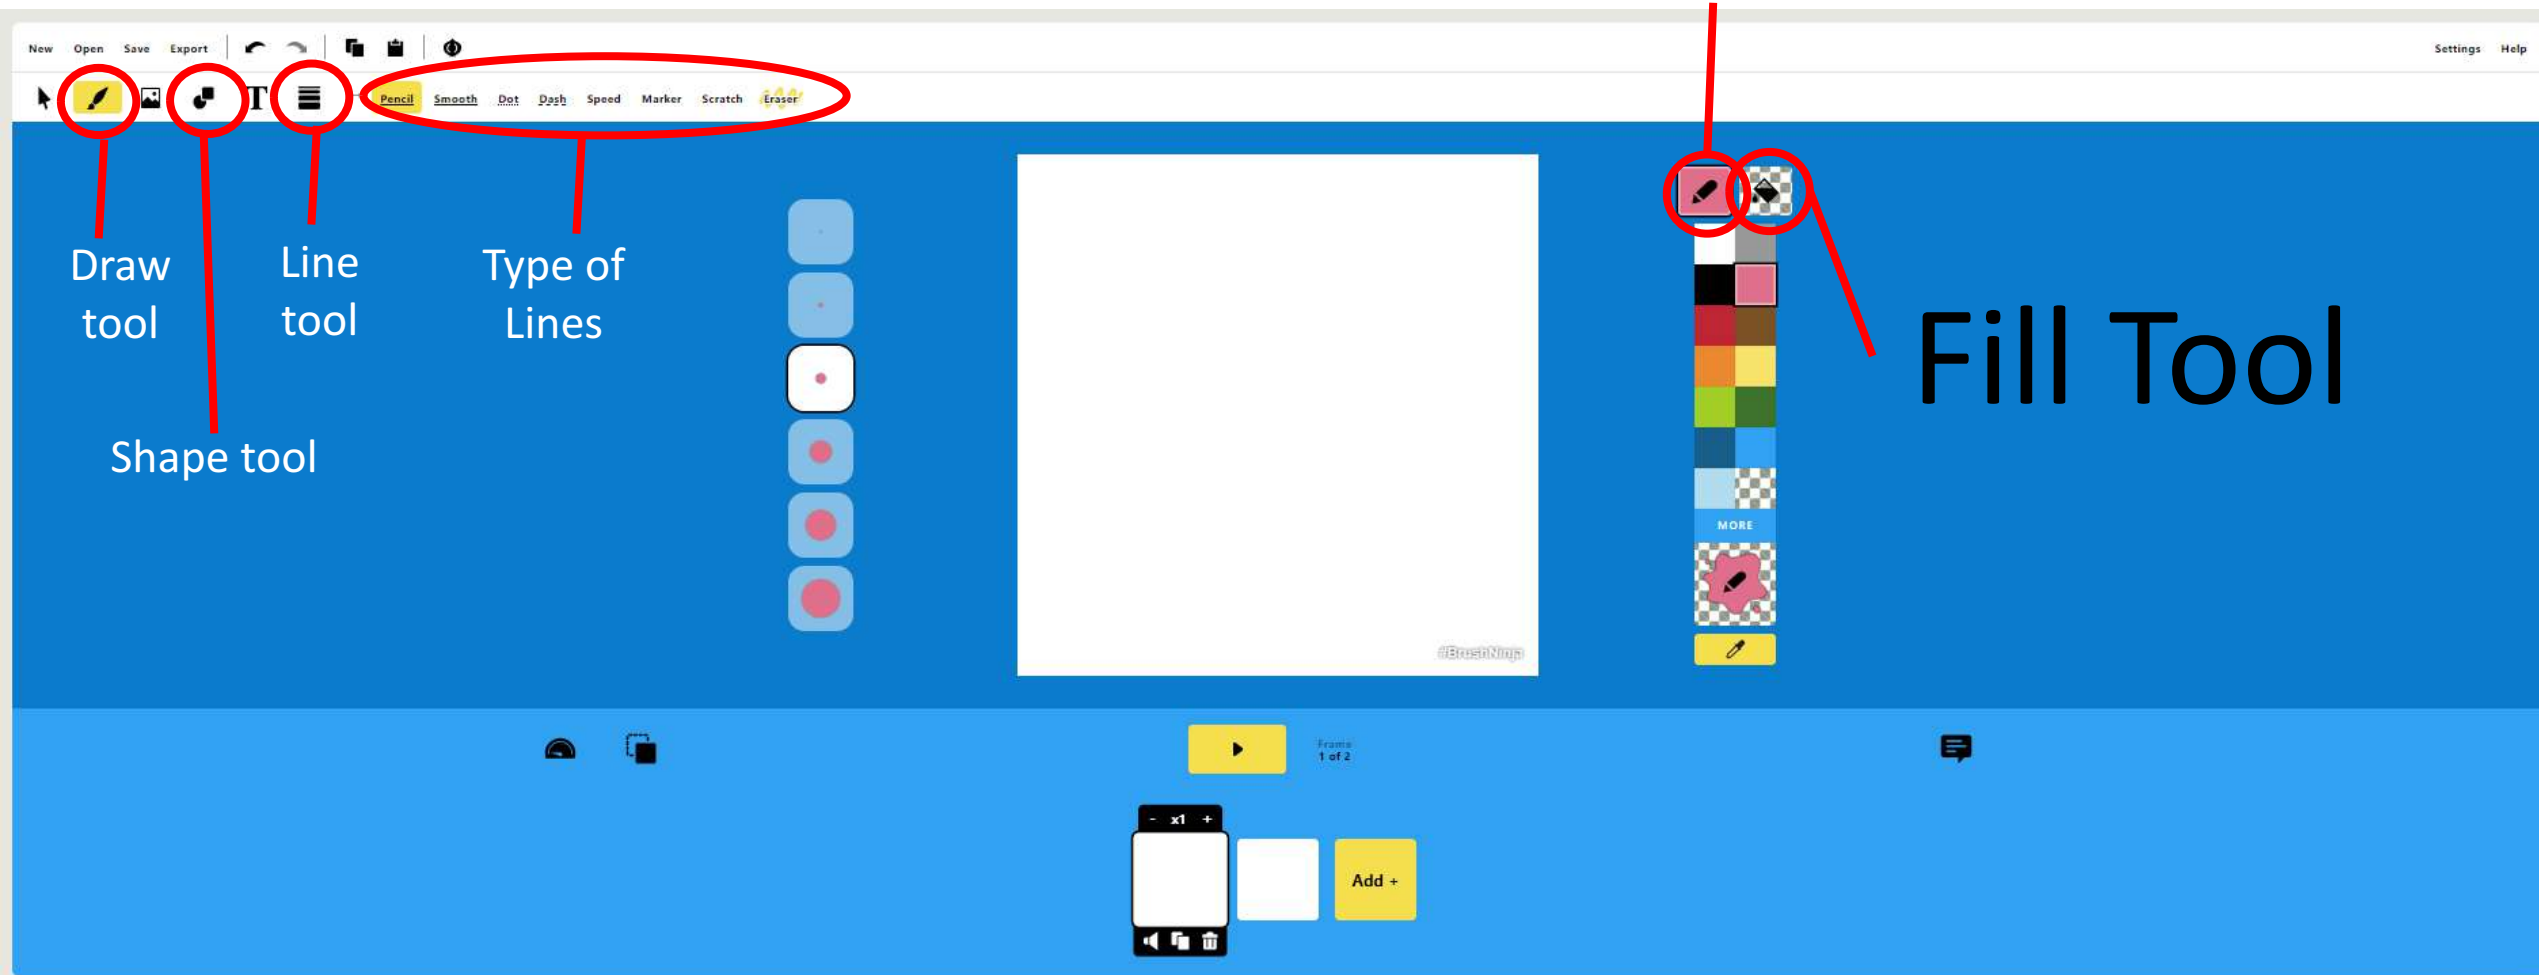 New Open Save Export Settings Help
T Pencil Smooth Dot Dash Speed Marker Scratch Eraser
Draw
tool
Line
tool
Type of
Lines
Shape tool
Fill Tool
MORE
#BrushNinja
Frame
1 of 2
- x1 +
Add +